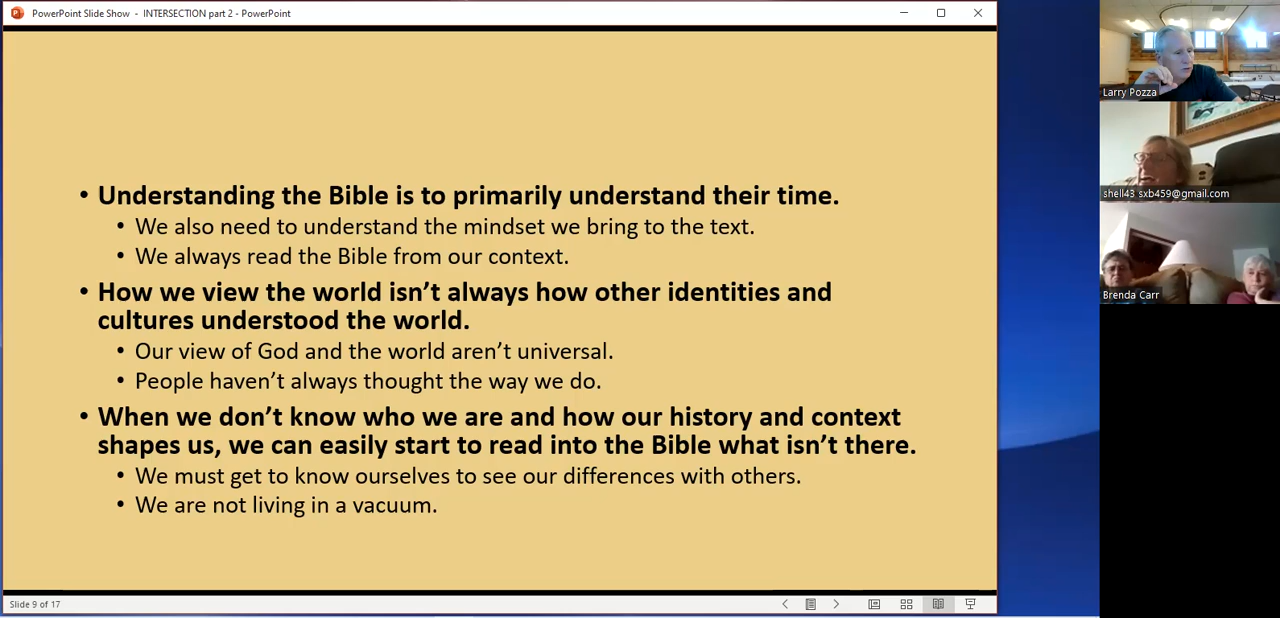 PowerPoint Slide Show - INTERSECTION part 2 - PowerPoint
• Understanding the Bible is to primarily understand their time.
• We also need to understand the mindset we bring to the text.
• We always read the Bible from our context.
• How we view the world isn’t always how other identities and
cultures understood the world.
• Our view of God and the world aren’t universal.
• People haven’t always thought the way we do.
• When we don’t know who we are and how our history and context
shapes us, we can easily start to read into the Bible what isn’t there.
• We must get to know ourselves to see our differences with others.
• We are not living in a vacuum.
Slide 9 of 17
Larry Pozza
shell43 sxb459@gmail.com
Brenda Carr